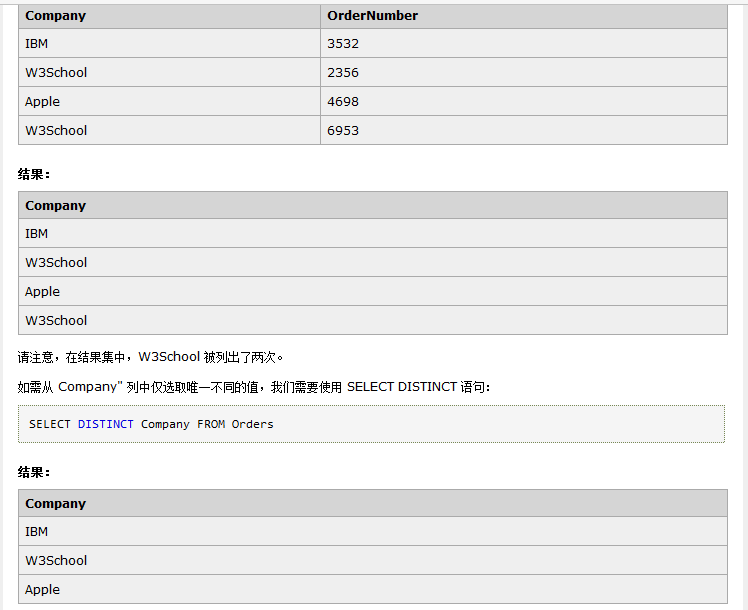 Company OrderNumber
IBM 3532
W3School 2356
Apple 4698
W3School 6953
结果：
Company
IBM
W3School
Apple
W3School
请注意，在结果集中，W3School 被列出了两次。
如需从 Company" 列中仅选取唯一不同的值，我们需要使用 SELECT DISTINCT 语句：
SELECT DISTINCT Company FROM Orders
结果：
Company
IBM
W3School
Apple